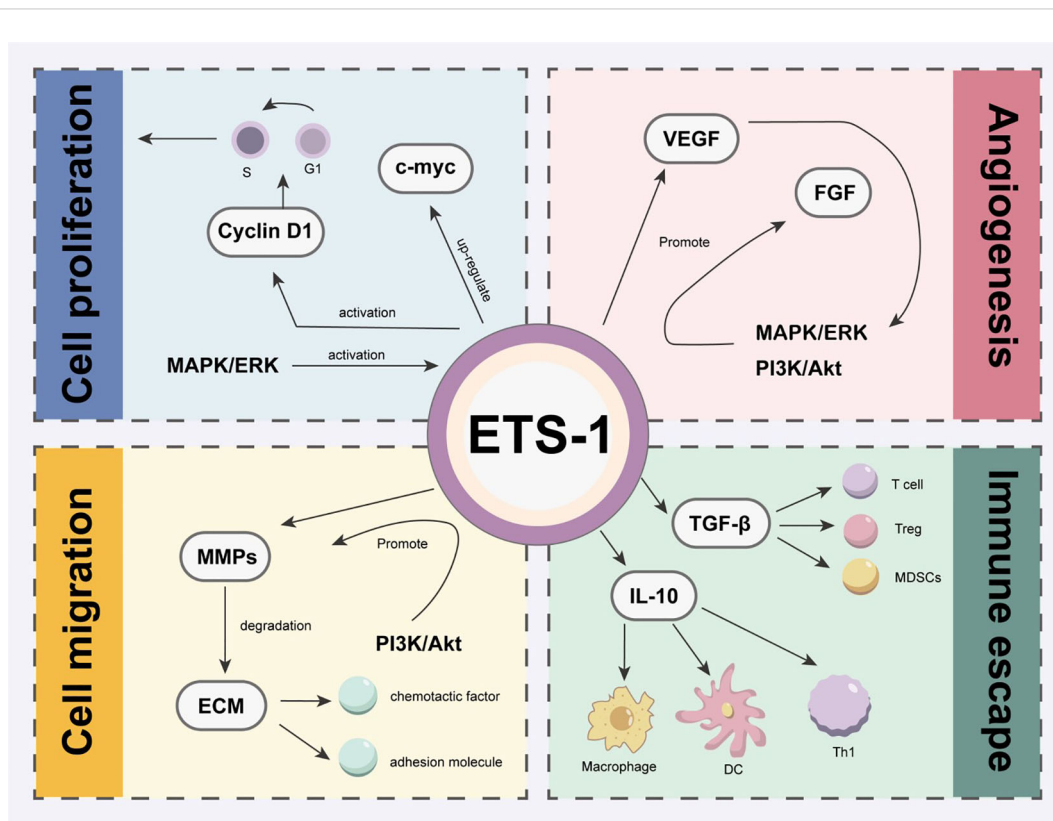 Cell proliferation
S
G1
c-myc
Cyclin D1
up-regulate
activation
MAPK/ERK
activation
Angiogenesis
VEGF
FGF
Promote
MAPK/ERK
PI3K/Akt
ETS-1
Cell migration
MMPs
Promote
degradation
PI3K/Akt
ECM
chemotactic factor
adhesion molecule
Immune escape
TGF-β
T cell
Treg
MDSCs
IL-10
Macrophage
DC
Th1